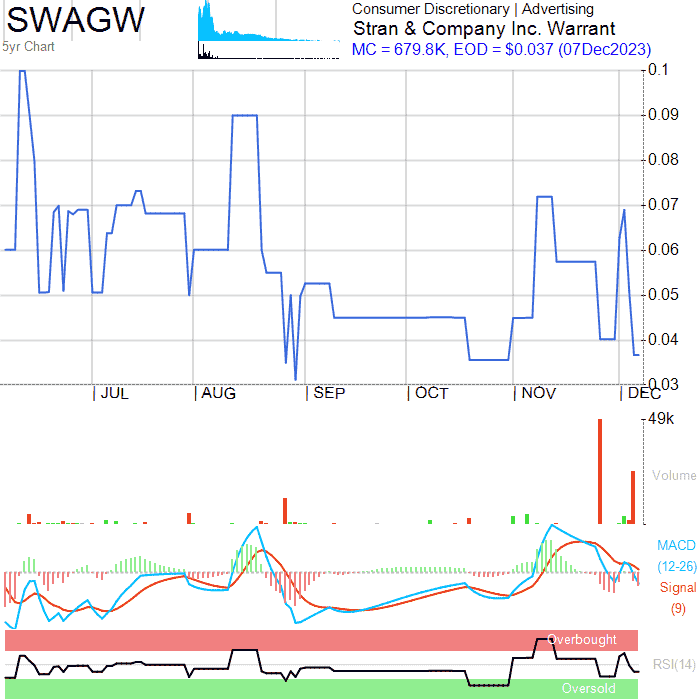 SWAGW
5yr Chart
Consumer Discretionary | Advertising
Stran & Company Inc. Warrant
MC = 679.8K, EOD = $0.037 (07Dec2023)
0.1
0.09
0.08
0.07
0.06
0.05
0.04
0.03
JUL
AUG
SEP
OCT
NOV
DEC
49k
Volume
MACD
(12-26)
Signal
(9)
Overbought
RSI(14)
Oversold